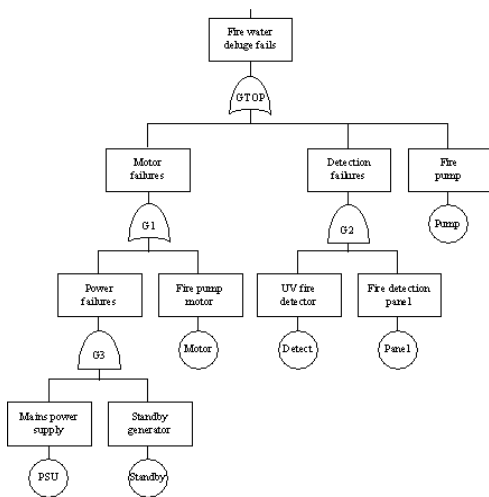 Fire water
deluge fails
GTOP
Motor
failures
Detection
failures
Fire
pump
G1
G2
Pump
Power
failures
Fire pump
motor
UV fire
detector
Fire detection
panel
G3
Motor
Detect
Panel
Mains power
supply
Standby
generator
PSU
Standby